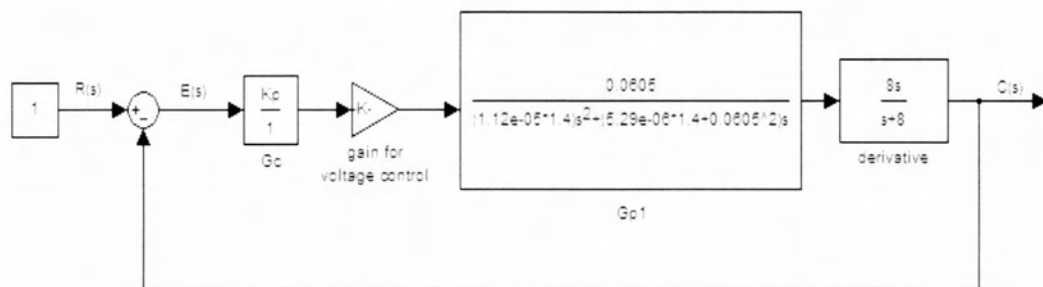 R(s)
E(s)
C(s)
1
+
-
Kp
1
Gc
K-
gain for
voltage control
0.0605
(1.12e-05*1.4)s^2+(5.29e-06*1.4+0.0605^2)s
Gp1
8s
s+8
derivative